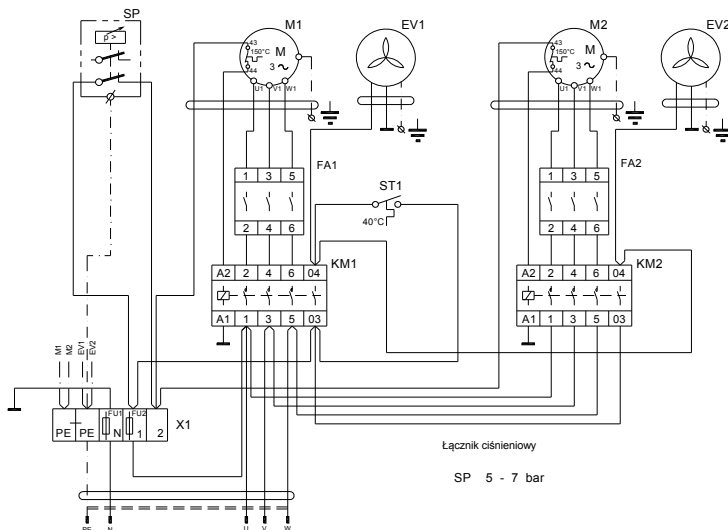 SP
M1
EV1
M2
EV2
p >
43
150°C
M
3 ~
44
U1 V1 W1
43
150°C
M
3 ~
44
U1 V1 W1
FA1
1 3 5
2 4 6
FA2
1 3 5
2 4 6
ST1
40°C
KM1
A2 2 4 6 04
A1 1 3 5 03
KM2
A2 2 4 6 04
A1 1 3 5 03
M1
M2
EV1
EV2
FU1
FU2
X1
PE PE N 1 2
Łącznik ciśnieniowy
SP 5 - 7 bar
PE N U V W